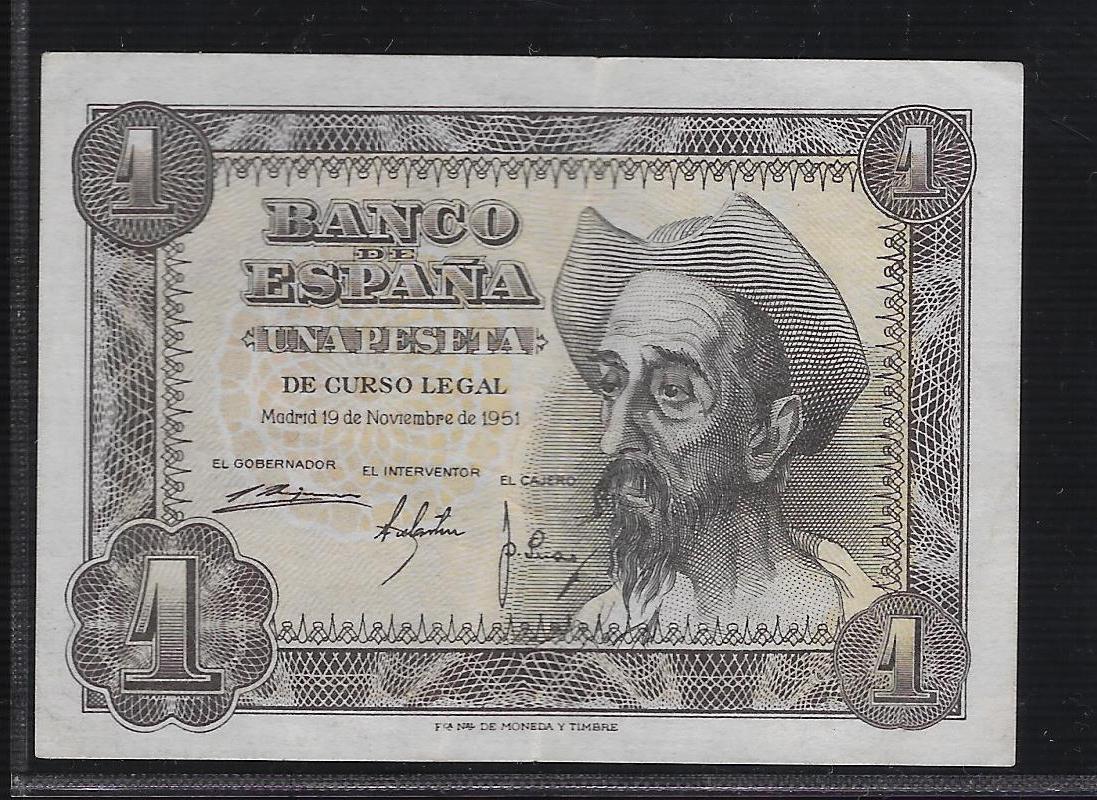 1
1
BANCO
DE
ESPAÑA
UNA PESETA
DE CURSO LEGAL
Madrid 19 de Noviembre de 1951
EL GOBERNADOR EL INTERVENTOR EL CAJERO
1
1
Fca Nal DE MONEDA Y TIMBRE